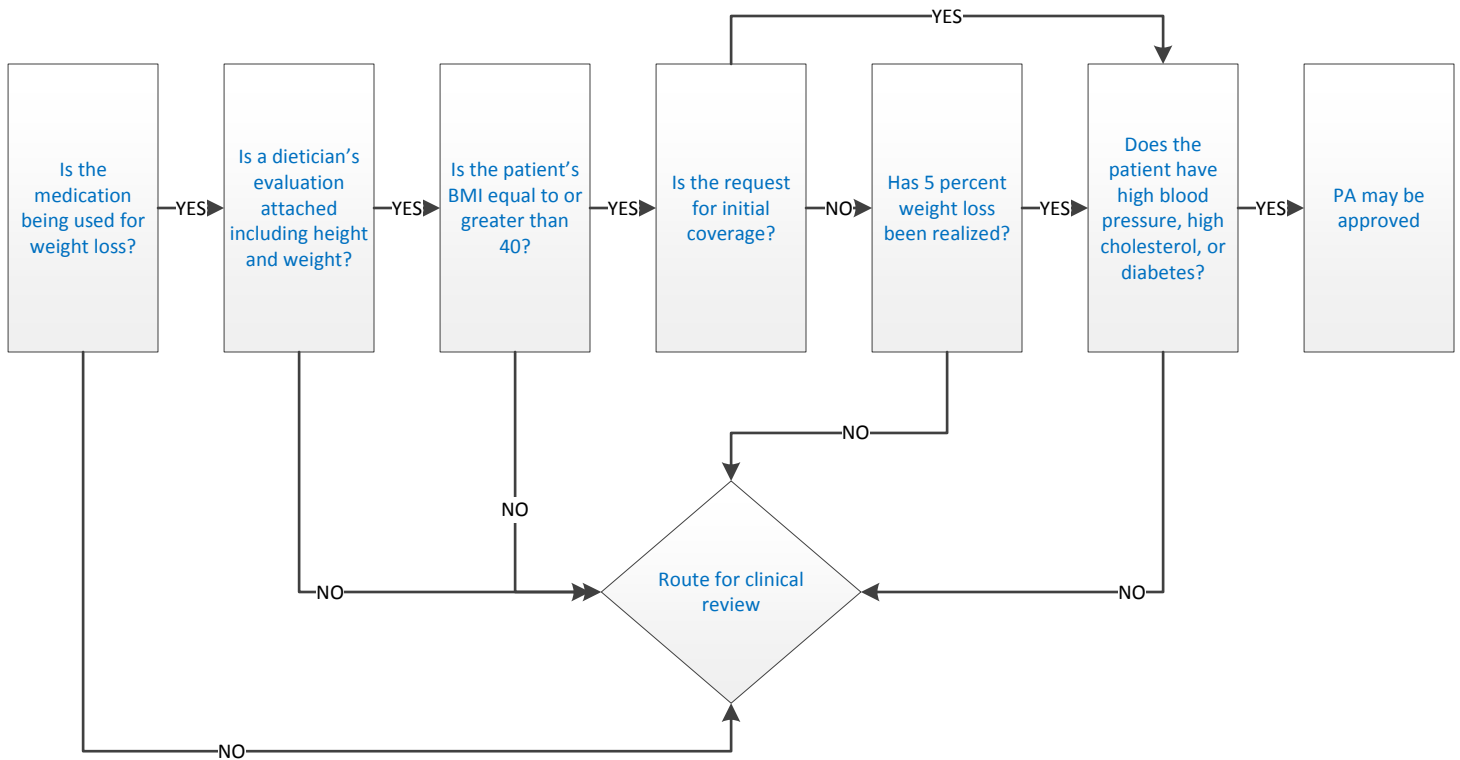 YES
Is the
medication
being used for
weight loss?
YES
Is a dietician’s
evaluation
attached
including height
and weight?
YES
Is the patient’s
BMI equal to or
greater than
40?
YES
Is the request
for initial
coverage?
NO
Has 5 percent
weight loss
been realized?
YES
Does the
patient have
high blood
pressure, high
cholesterol, or
diabetes?
YES
PA may be
approved
NO
NO
NO
Route for clinical
review
NO
NO